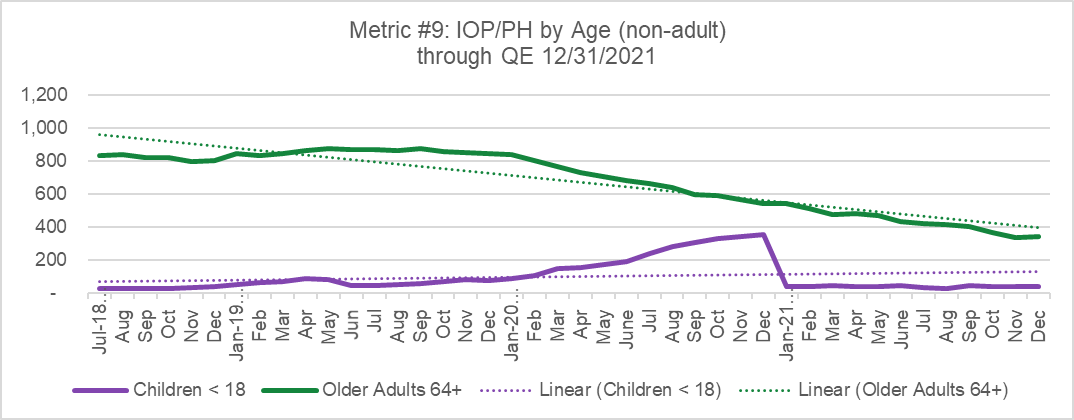 Metric #9: IOP/PH by Age (non-adult)
through QE 12/31/2021
1,200
1,000
800
600
400
200
-
Jul-18..
Aug
Sep
Oct
Nov
Dec
Jan-19..
Feb
Mar
Apr
May
Jun
Jul
Aug
Sep
Oct
Nov
Dec
Jan-20..
Feb
Mar
Apr
May
June
Jul
Aug
Sep
Oct
Nov
Dec
Jan-21..
Feb
Mar
Apr
May
June
Jul
Aug
Sep
Oct
Nov
Dec
Children < 18
Older Adults 64+
Linear (Children < 18)
Linear (Older Adults 64+)